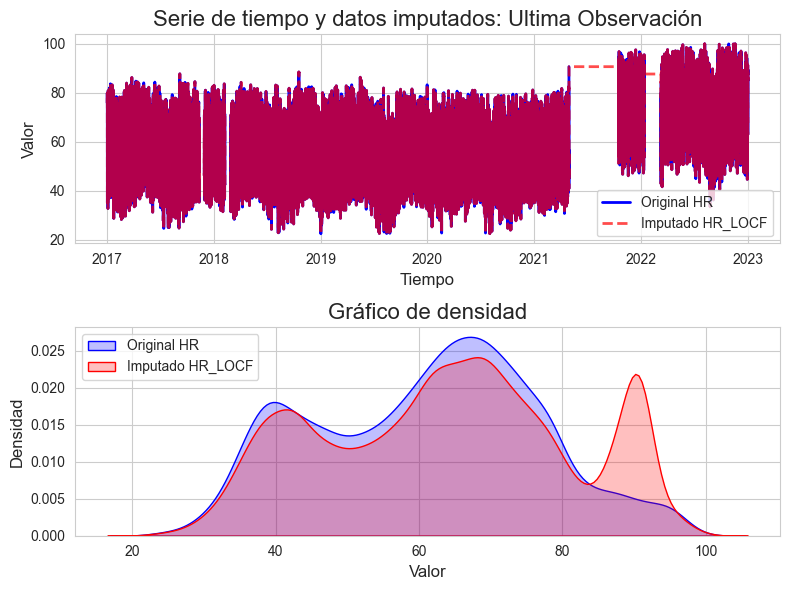 Serie de tiempo y datos imputados: Ultima Observación
100
80
60
40
20
Valor
2017
2018
2019
2020
2021
2022
2023
Tiempo
Original HR
Imputado HR_LOCF
Gráfico de densidad
Original HR
Imputado HR_LOCF
0.025
0.020
0.015
0.010
0.005
0.000
Densidad
20
40
60
80
100
Valor